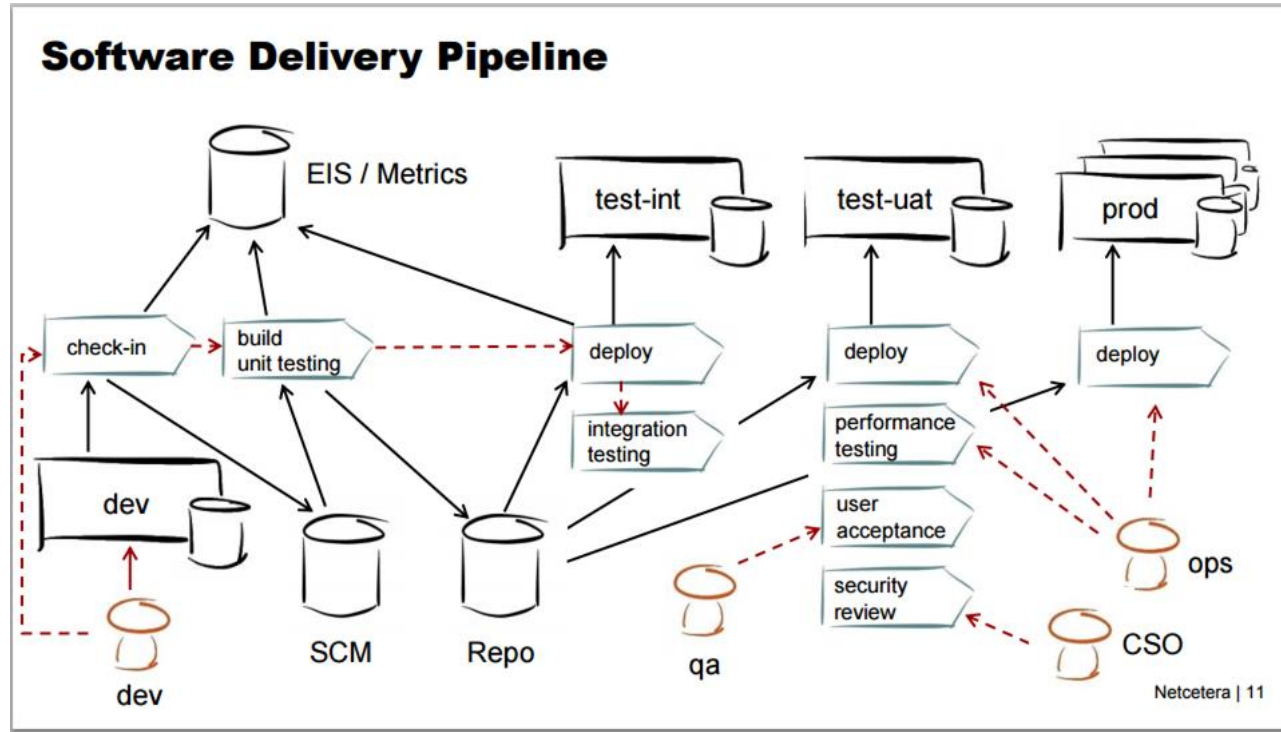 Software Delivery Pipeline
EIS / Metrics
test-int
test-uat
prod
check-in
build
unit testing
deploy
deploy
deploy
integration
testing
performance
testing
dev
user
acceptance
ops
security
review
SCM
Repo
qa
CSO
dev
Netcetera | 11